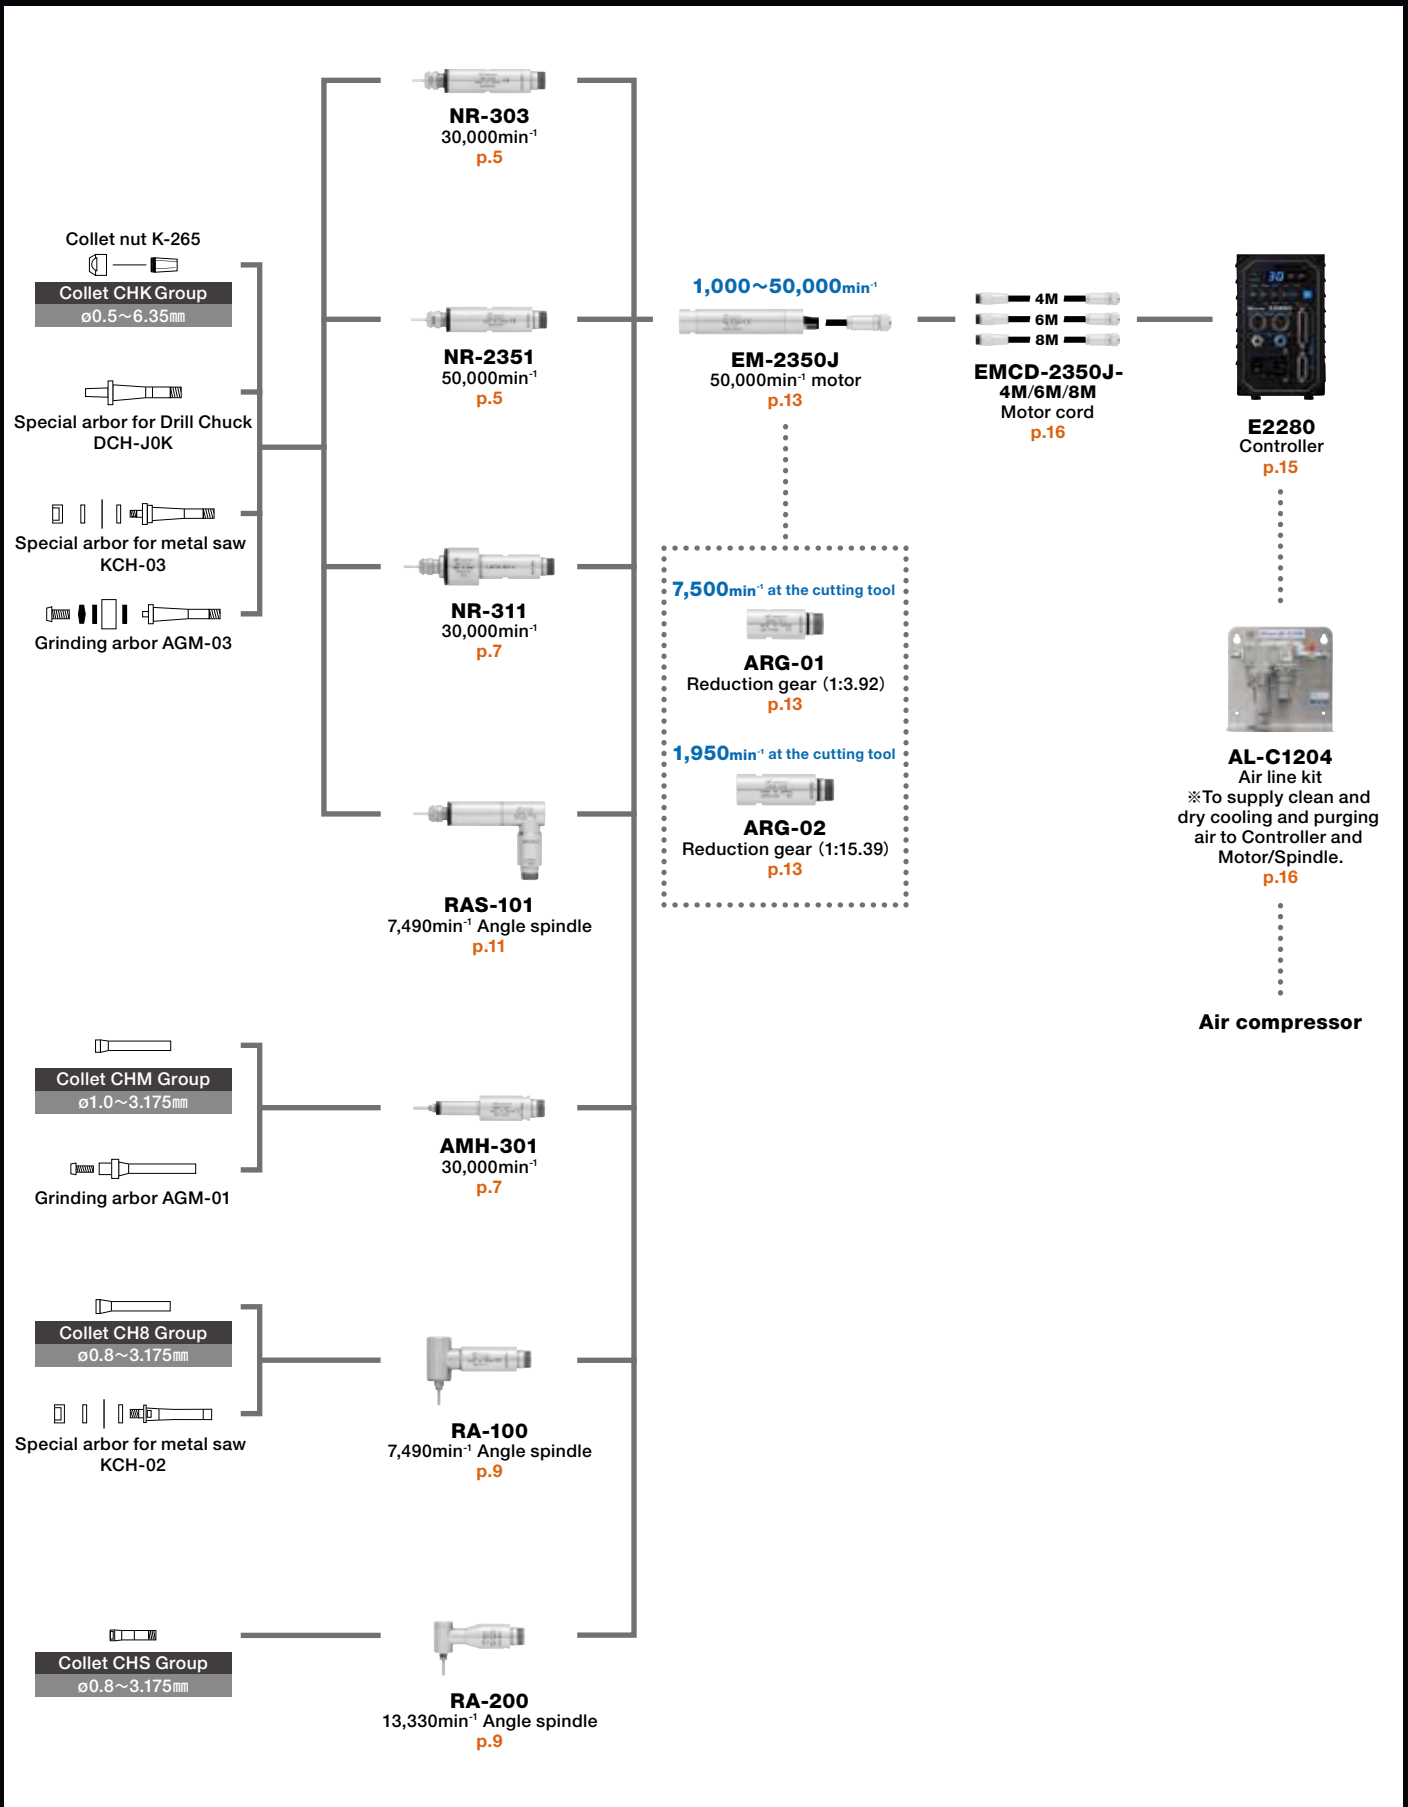 NR-303
30,000min-1
p.5
Collet nut K-265
Collet CHK Group
ø0.5～6.35㎜
NR-2351
50,000min-1
p.5
1,000～50,000min-1
EM-2350J
50,000min-1 motor
p.13
4M
6M
8M
EMCD-2350J-
4M/6M/8M
Motor cord
p.16
30
E2280
Controller
p.15
Special arbor for Drill Chuck
DCH-J0K
Special arbor for metal saw
KCH-03
Grinding arbor AGM-03
NR-311
30,000min-1
p.7
7,500min-1 at the cutting tool
ARG-01
Reduction gear（1:3.92）
p.13
1,950min-1 at the cutting tool
ARG-02
Reduction gear（1:15.39）
p.13
AL-C1204
Air line kit
※To supply clean and
dry cooling and purging
air to Controller and
Motor/Spindle.
p.16
Air compressor
RAS-101
7,490min-1 Angle spindle
p.11
Collet CHM Group
ø1.0～3.175㎜
Grinding arbor AGM-01
AMH-301
30,000min-1
p.7
Collet CH8 Group
ø0.8～3.175㎜
Special arbor for metal saw
KCH-02
RA-100
7,490min-1 Angle spindle
p.9
Collet CHS Group
ø0.8～3.175㎜
RA-200
13,330min-1 Angle spindle
p.9